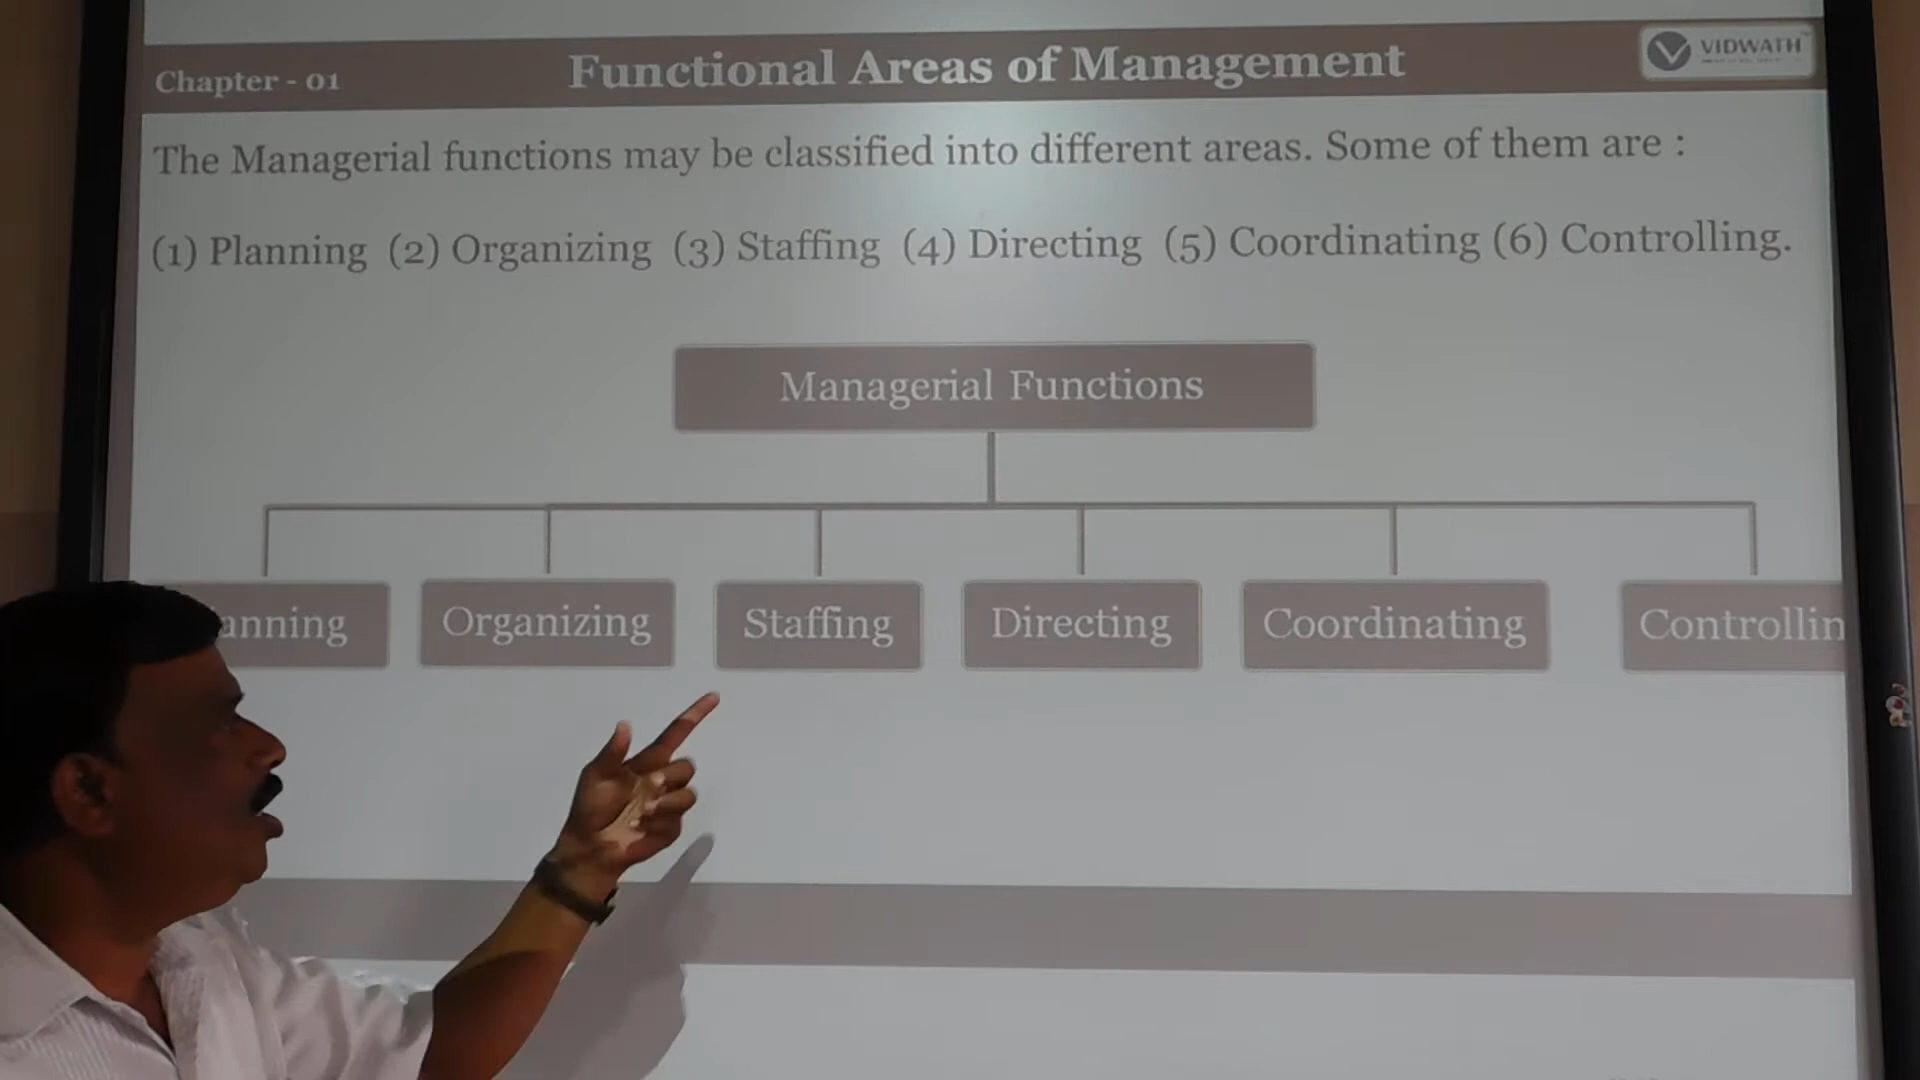 Chapter - 01
Functional Areas of Management
VIDWATH
The Managerial functions may be classified into different areas. Some of them are :
(1) Planning (2) Organizing (3) Staffing (4) Directing (5) Coordinating (6) Controlling.
Managerial Functions
anning
Organizing
Staffing
Directing
Coordinating
Controllin